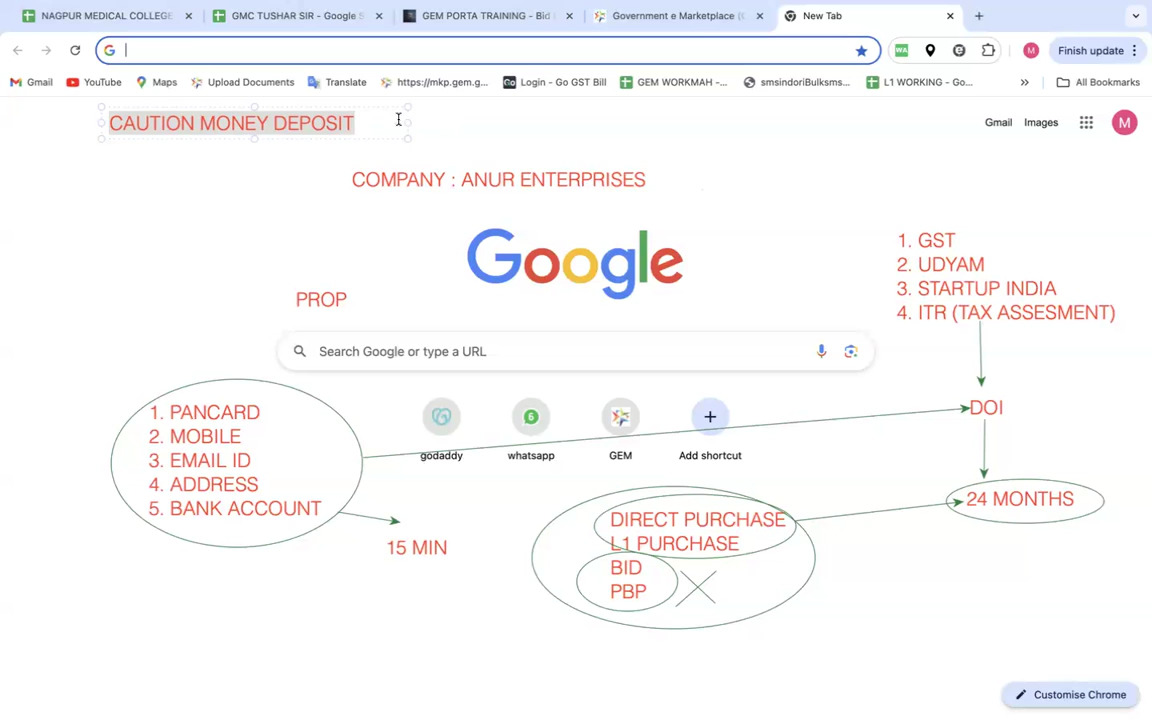 NAGPUR MEDICAL COLLEGE
GMC TUSHAR SIR - Google S
GEM PORTA TRAINING - Bid
Government e Marketplace (
New Tab
Finish update
Gmail
YouTube
Maps
Upload Documents
Translate
https://mkp.gem.g...
Login - Go GST Bill
GEM WORKMAH -...
smsindoriBulksms...
L1 WORKING - Go...
All Bookmarks
CAUTION MONEY DEPOSIT
Gmail
Images
M
COMPANY : ANUR ENTERPRISES
Google
1. GST
2. UDYAM
3. STARTUP INDIA
4. ITR (TAX ASSESMENT)
PROP
Search Google or type a URL
1. PANCARD
2. MOBILE
3. EMAIL ID
4. ADDRESS
5. BANK ACCOUNT
godaddy
whatsapp
GEM
Add shortcut
DOI
24 MONTHS
15 MIN
DIRECT PURCHASE
L1 PURCHASE
BID
PBP
Customise Chrome